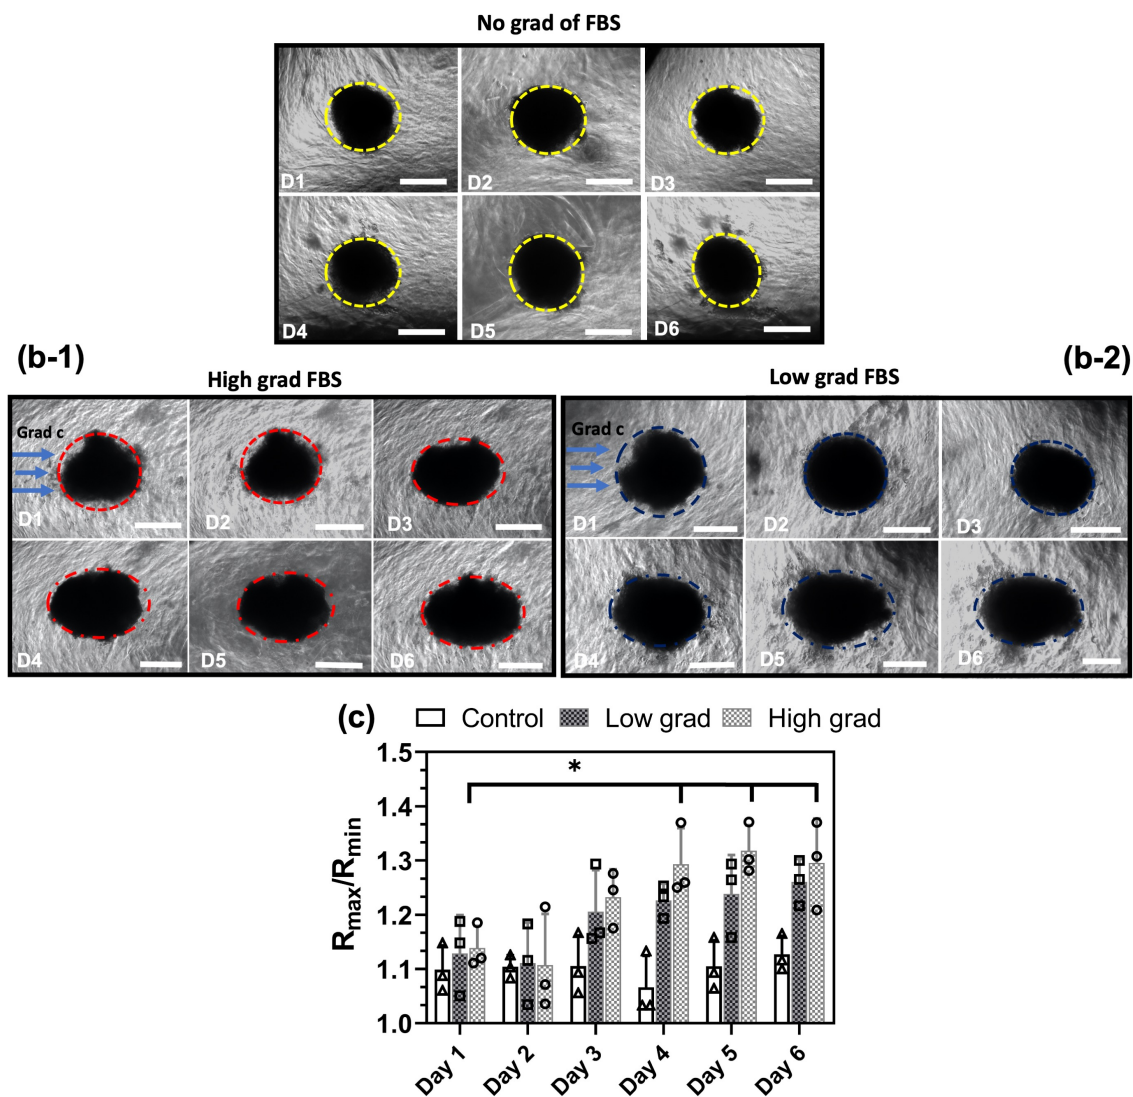 No grad of FBS
D1 D2 D3
D4 D5 D6
(b-1) (b-2)
High grad FBS Low grad FBS
Grad c Grad c
D1 D2 D3 D1 D2 D3
D4 D5 D6 D4 D5 D6
(c) Control Low grad High grad
*
1.5
1.4
1.3
1.2
1.1
1.0
Rmax/Rmin
Day 1 Day 2 Day 3 Day 4 Day 5 Day 6